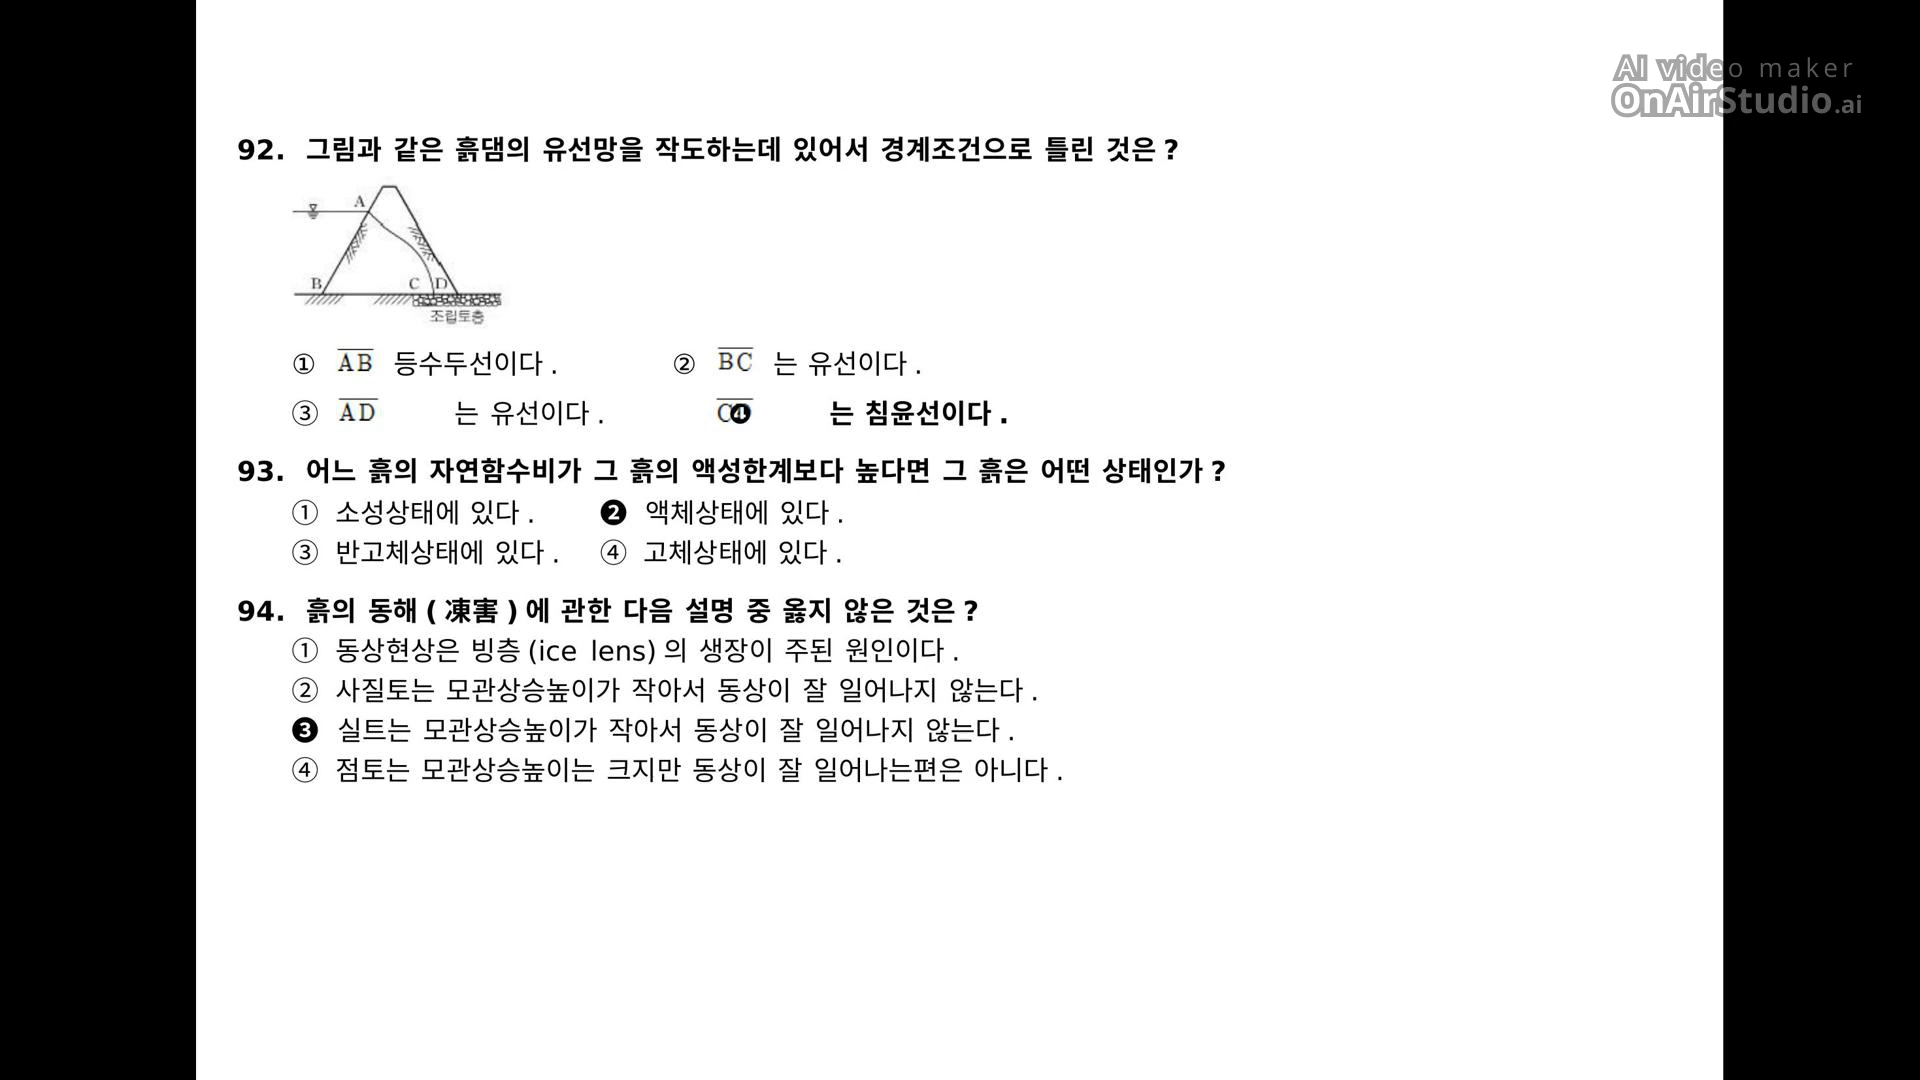 AI video maker
OnAirStudio.ai
92. 그림과 같은 흙댐의 유선망을 작도하는데 있어서 경계조건으로 틀린 것은 ?
A
B C D
조립토층
① AB 등수두선이다 . ② BC 는 유선이다 .
③ AD 는 유선이다 . ❹ CD 는 침윤선이다 .
93. 어느 흙의 자연함수비가 그 흙의 액성한계보다 높다면 그 흙은 어떤 상태인가 ?
① 소성상태에 있다 . ❷ 액체상태에 있다 .
③ 반고체상태에 있다 . ④ 고체상태에 있다 .
94. 흙의 동해 ( 凍害 ) 에 관한 다음 설명 중 옳지 않은 것은 ?
① 동상현상은 빙층 (ice lens) 의 생장이 주된 원인이다 .
② 사질토는 모관상승높이가 작아서 동상이 잘 일어나지 않는다 .
❸ 실트는 모관상승높이가 작아서 동상이 잘 일어나지 않는다 .
④ 점토는 모관상승높이는 크지만 동상이 잘 일어나는편은 아니다 .